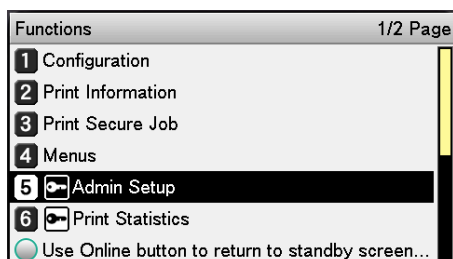 Functions 1/2 Page
1 Configuration
2 Print Information
3 Print Secure Job
4 Menus
5 Admin Setup
6 Print Statistics
Use Online button to return to standby screen...